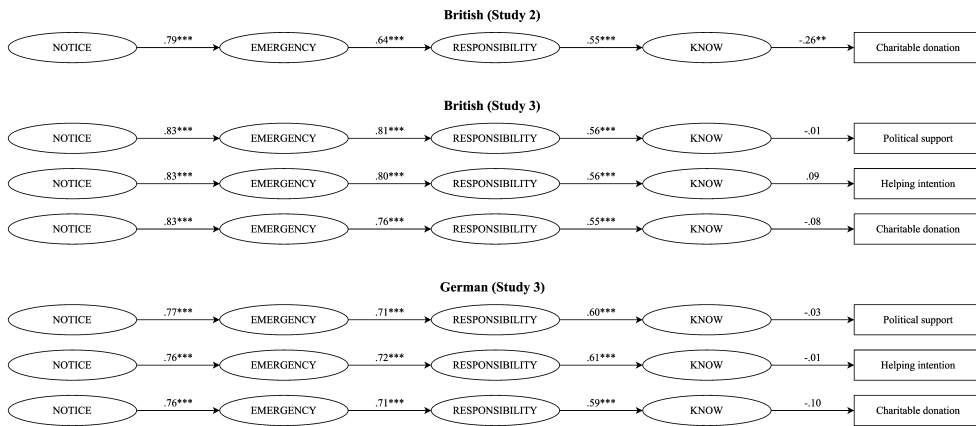 British (Study 2)
NOTICE .79*** EMERGENCY .64*** RESPONSIBILITY .55*** KNOW -.26** Charitable donation
British (Study 3)
NOTICE .83*** EMERGENCY .81*** RESPONSIBILITY .56*** KNOW -.01 Political support
NOTICE .83*** EMERGENCY .80*** RESPONSIBILITY .56*** KNOW .09 Helping intention
NOTICE .83*** EMERGENCY .76*** RESPONSIBILITY .55*** KNOW -.08 Charitable donation
German (Study 3)
NOTICE .77*** EMERGENCY .71*** RESPONSIBILITY .60*** KNOW -.03 Political support
NOTICE .76*** EMERGENCY .72*** RESPONSIBILITY .61*** KNOW -.01 Helping intention
NOTICE .76*** EMERGENCY .71*** RESPONSIBILITY .59*** KNOW -.10 Charitable donation